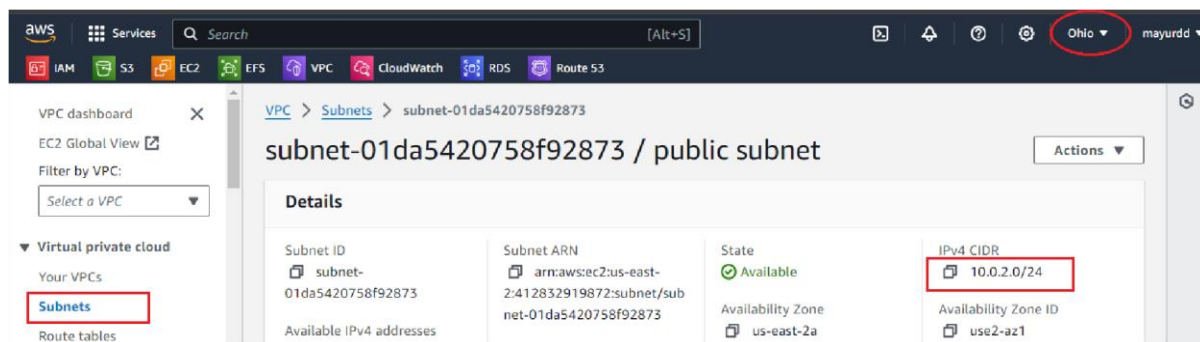 aws Services Search [Alt+S] Ohio ▼ mayurdd
IAM S3 EC2 EFS VPC CloudWatch RDS Route 53
VPC dashboard
EC2 Global View
Filter by VPC:
Select a VPC
Virtual private cloud
Your VPCs
Subnets
Route tables
VPC > Subnets > subnet-01da5420758f92873
subnet-01da5420758f92873 / public subnet
Actions ▼
Details
Subnet ID
subnet-
01da5420758f92873
Available IPv4 addresses
Subnet ARN
arn:aws:ec2:us-east-
2:412832919872:subnet/sub
net-01da5420758f92873
State
Available
Availability Zone
us-east-2a
IPv4 CIDR
10.0.2.0/24
Availability Zone ID
use2-az1